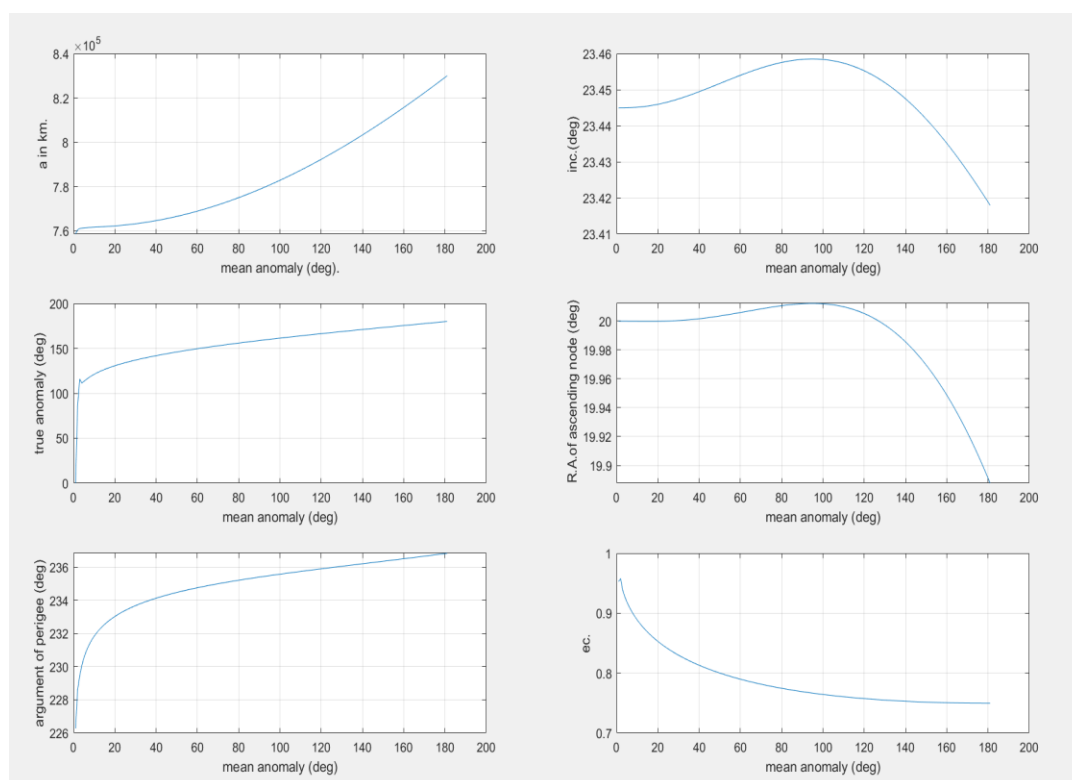 ×10⁵
8.4
8.2
8
7.8
7.6
a in km.
0 20 40 60 80 100 120 140 160 180 200
mean anomaly (deg).
23.46
23.45
23.44
23.43
23.42
23.41
inc.(deg)
0 20 40 60 80 100 120 140 160 180 200
mean anomaly (deg)
200
150
100
50
0
true anomaly (deg)
0 20 40 60 80 100 120 140 160 180 200
mean anomaly (deg)
20
19.98
19.96
19.94
19.92
19.9
R.A.of ascending node (deg)
0 20 40 60 80 100 120 140 160 180 200
mean anomaly (deg)
236
234
232
230
228
226
argument of perigee (deg)
0 20 40 60 80 100 120 140 160 180 200
mean anomaly (deg)
1
0.9
0.8
0.7
ec.
0 20 40 60 80 100 120 140 160 180 200
mean anomaly (deg)